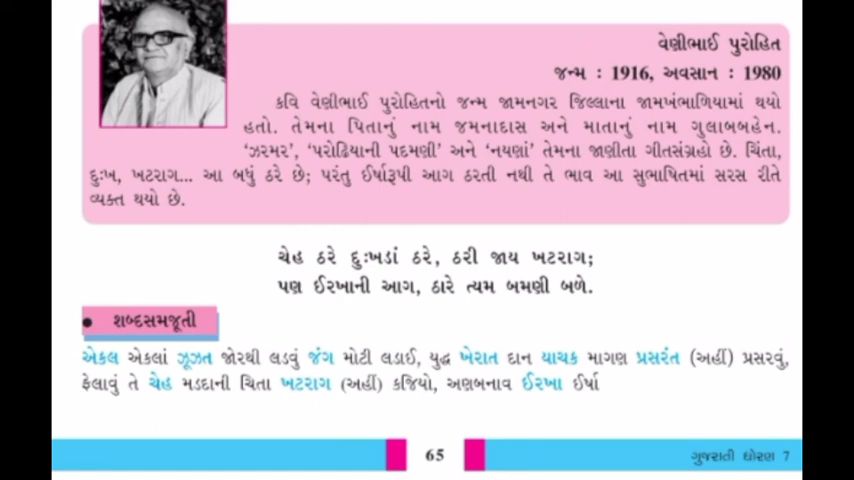 વેણીભાઈ પુરોહિત
જન્મ : 1916, અવસાન : 1980
કવિ વેણીભાઈ પુરોહિતનો જન્મ જામનગર જિલ્લાના જામખંભાળિયામાં થયો
હતો. તેમના પિતાનું નામ જમનાદાસ અને માતાનું નામ ગુલાબબહેન.
‘ઝરમર’, ‘પરોઢિયાની પદમણી’ અને ‘નયણાં’ તેમના જાણીતા ગીતસંગ્રહો છે. ચિંતા,
દુઃખ, ખટરાગ... આ બધું ઠરે છે; પરંતુ ઈર્ષારૂપી આગ ઠરતી નથી તે ભાવ આ સુભાષિતમાં સરસ રીતે
વ્યક્ત થયો છે.
ચેહ ઠરે દુઃખડાં ઠરે, ઠરી જાય ખટરાગ;
પણ ઈરખાની આગ, ઠારે ત્યમ બમણી બળે.
• શબ્દસમજૂતી
એકલ એકલાં ઝૂઝત જોરથી લડવું જંગ મોટી લડાઈ, યુદ્ધ ખેરાત દાન યાચક માગણ પ્રસરંત (અહીં) પ્રસરવું,
ફેલાવું તે ચેહ મડદાની ચિતા ખટરાગ (અહીં) કજિયો, અણબનાવ ઈરખા ઈર્ષા
65
ગુજરાતી ધોરણ 7